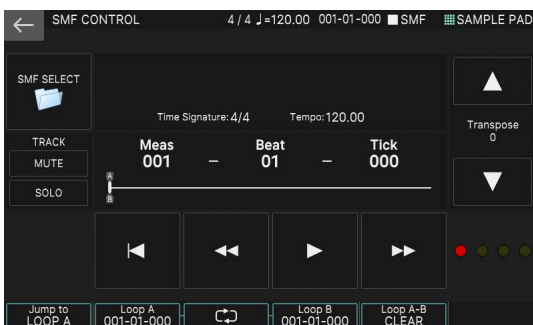 SMF CONTROL
4/4 ♩=120.00 001-01-000 SMF
SAMPLE PAD
SMF SELECT
Time Signature: 4/4 Tempo: 120.00
Transpose
0
TRACK
MUTE
SOLO
Meas Beat Tick
001 – 01 – 000
A
B
Jump to
LOOP A
Loop A
001-01-000
Loop B
001-01-000
Loop A-B
CLEAR